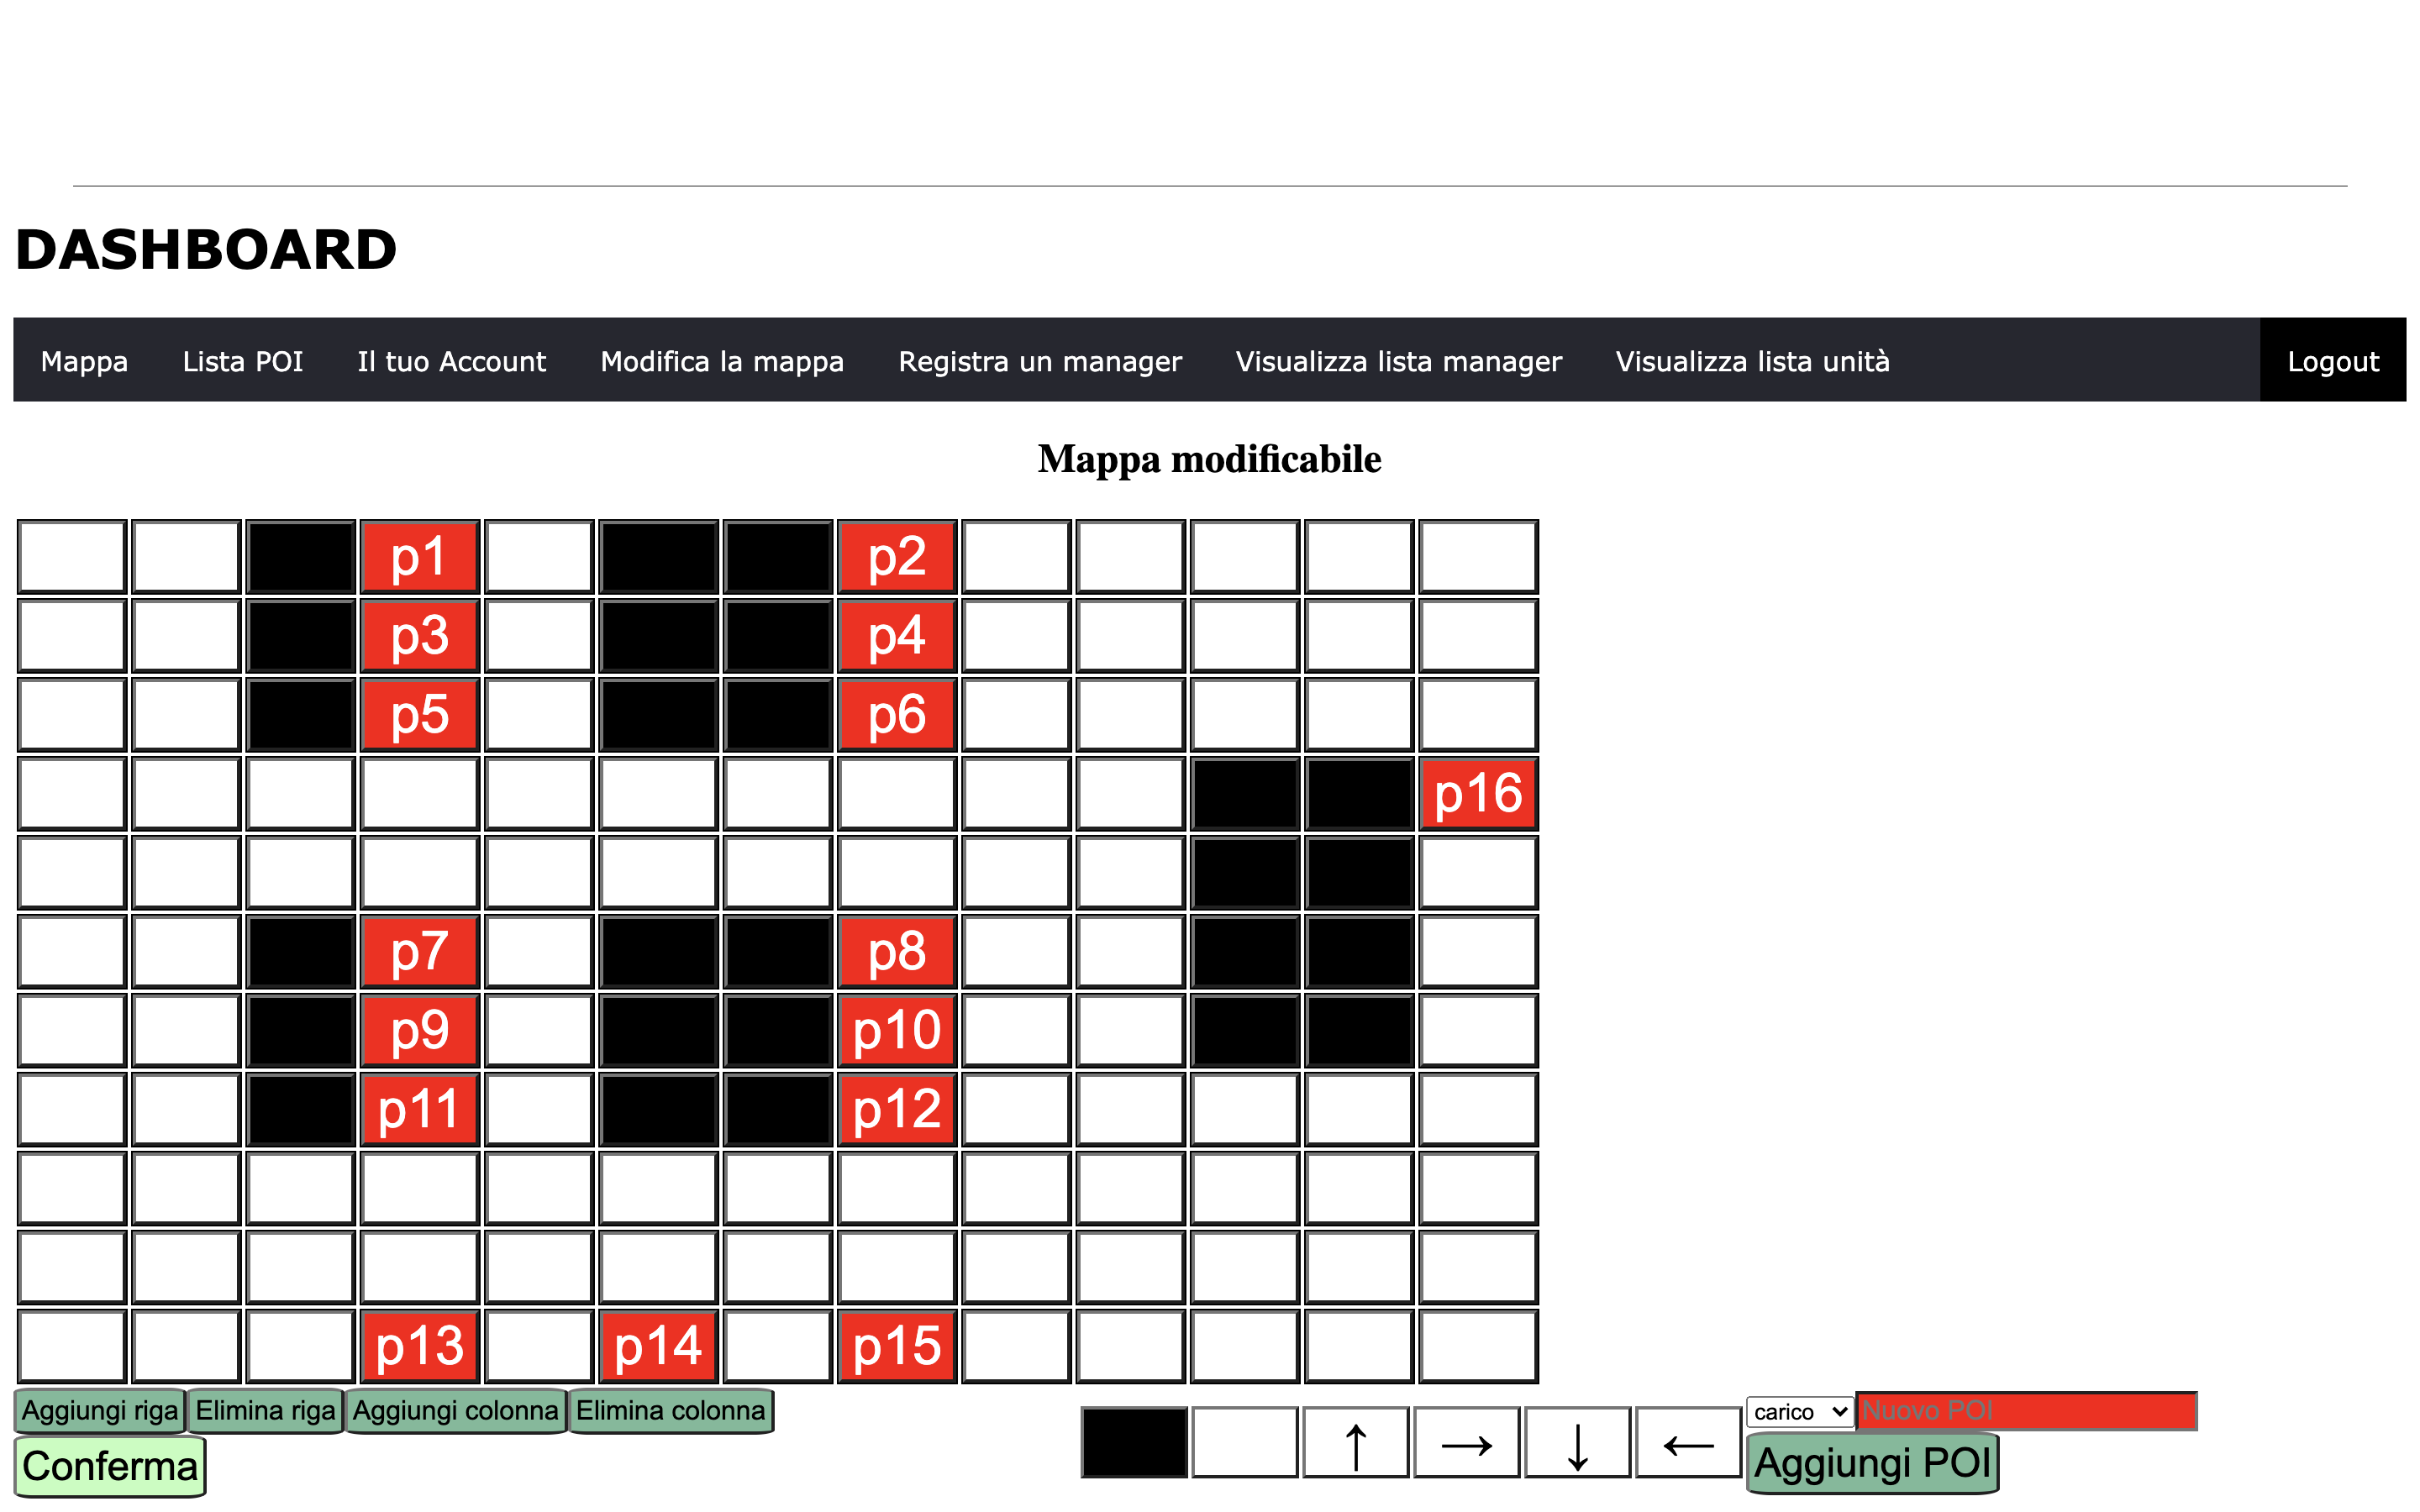 DASHBOARD
Mappa Lista POI Il tuo Account Modifica la mappa Registra un manager Visualizza lista manager Visualizza lista unità Logout
Mappa modificabile
p1 p2
p3 p4
p5 p6
p16
p7 p8
p9 p10
p11 p12
p13 p14 p15
Aggiungi riga Elimina riga Aggiungi colonna Elimina colonna carico Nuovo POI
Conferma ↑ → ↓ ← Aggiungi POI